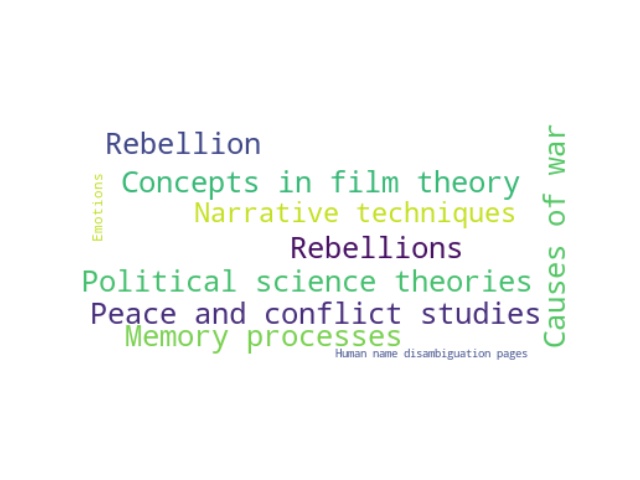 Rebellion
Emotions
Concepts in film theory
Narrative techniques
Rebellions
Political science theories
Peace and conflict studies
Memory processes
Human name disambiguation pages
Causes of war